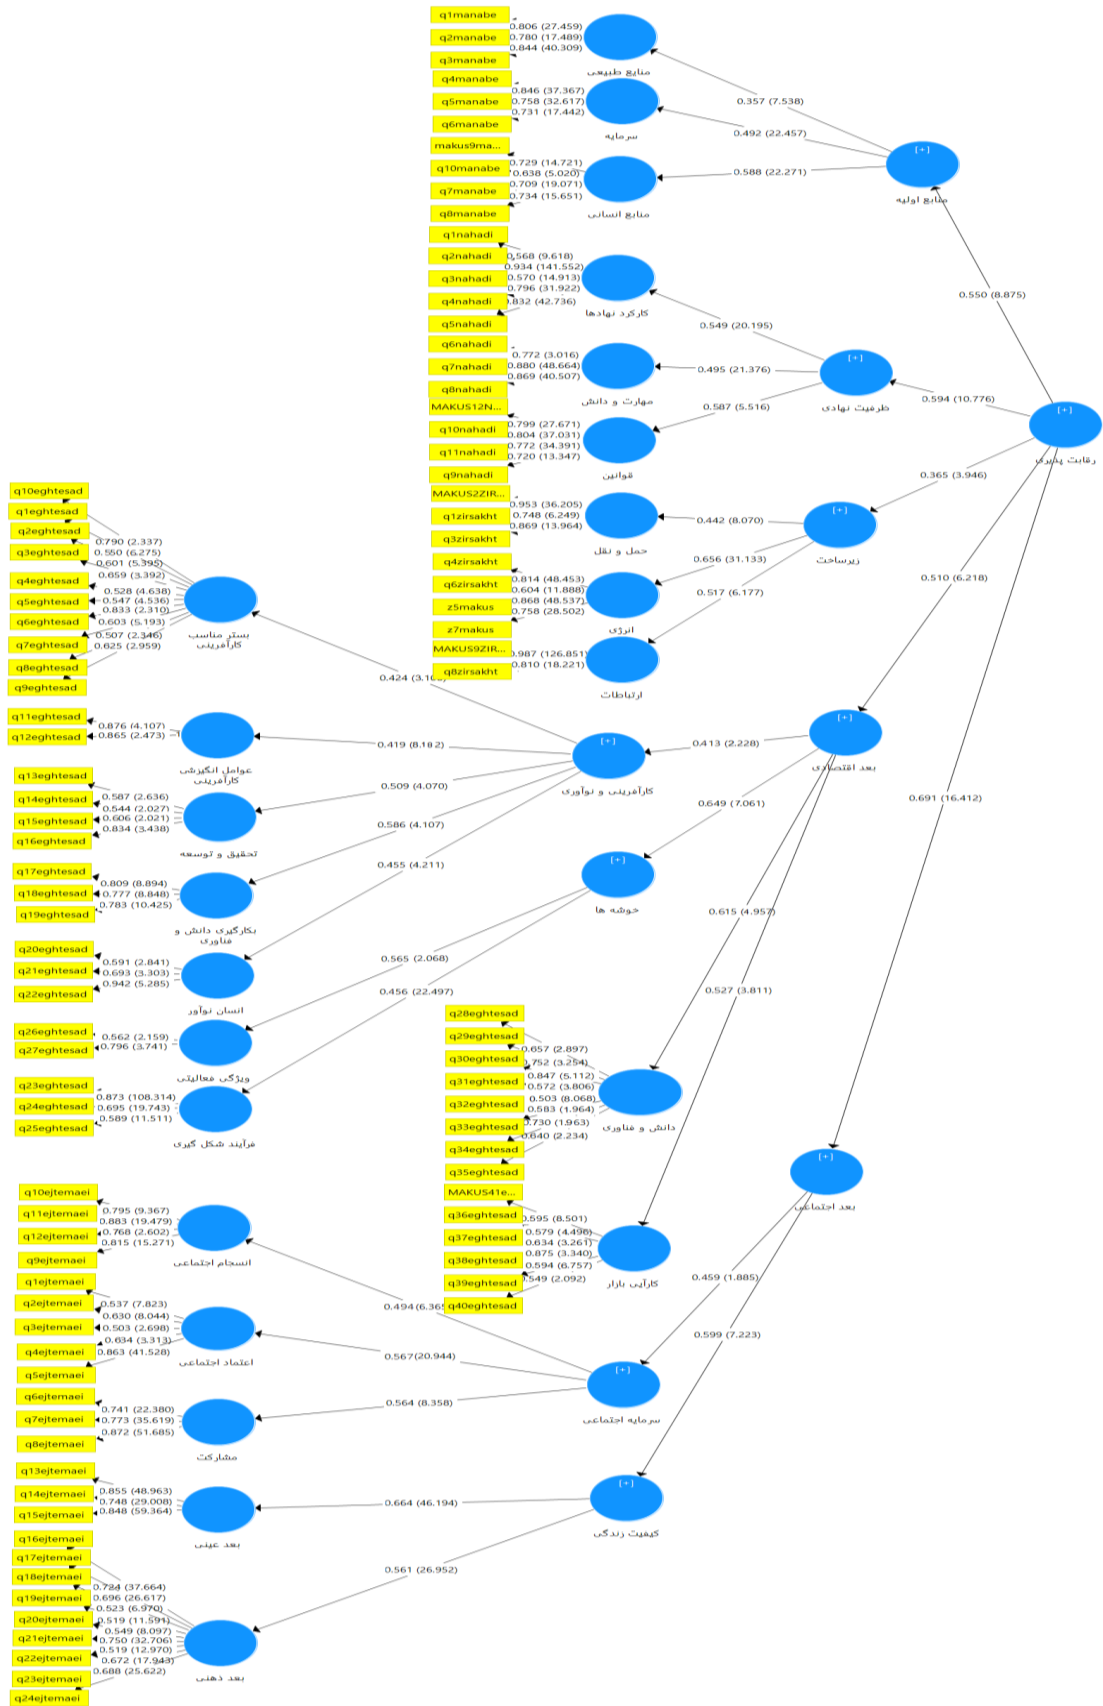 q1manabe
q2manabe
q3manabe
0.806 (27.459)
0.780 (17.489)
0.844 (40.309)
منابع طبیعی
q4manabe
q5manabe
q6manabe
0.846 (37.367)
0.758 (32.617)
0.731 (17.442)
سرمایه
makus9ma...
q10manabe
q7manabe
q8manabe
0.729 (14.721)
0.638 (5.020)
0.709 (19.071)
0.734 (15.651)
منابع انسانی
0.357 (7.538)
0.492 (22.457)
0.588 (22.271)
[+]
منابع اولیه
q1nahadi
q2nahadi
q3nahadi
q4nahadi
q5nahadi
0.568 (9.618)
0.934 (141.552)
0.570 (14.913)
0.796 (31.922)
0.832 (42.736)
کارکرد نهادها
q6nahadi
q7nahadi
q8nahadi
0.772 (3.016)
0.880 (48.664)
0.869 (40.507)
مهارت و دانش
MAKUS12N...
q10nahadi
q11nahadi
q9nahadi
0.799 (27.671)
0.804 (37.031)
0.772 (34.391)
0.720 (13.347)
قوانین
0.549 (20.195)
0.495 (21.376)
0.587 (5.516)
[+]
ظرفیت نهادی
0.550 (8.875)
0.594 (10.776)
0.365 (3.946)
0.510 (6.218)
0.691 (16.412)
[+]
رقابت پذیری
MAKUS2ZIR...
q1zirsakht
q3zirsakht
0.953 (36.205)
0.748 (6.249)
0.869 (13.964)
حمل و نقل
q4zirsakht
q6zirsakht
z5makus
z7makus
0.814 (48.453)
0.604 (11.888)
0.868 (48.537)
0.758 (28.502)
انرژی
MAKUS9ZIR...
q8zirsakht
0.987 (126.851)
0.810 (18.221)
ارتباطات
0.442 (8.070)
0.656 (31.133)
0.517 (6.177)
[+]
زیرساخت
q10eghtesad
q1eghtesad
q2eghtesad
q3eghtesad
q4eghtesad
q5eghtesad
q6eghtesad
q7eghtesad
q8eghtesad
q9eghtesad
0.790 (2.337)
0.550 (6.275)
0.601 (5.395)
0.659 (3.392)
0.528 (4.638)
0.547 (4.536)
0.833 (2.310)
0.603 (5.193)
0.507 (2.346)
0.625 (2.959)
بستر مناسب
کارآفرینی
q11eghtesad
q12eghtesad
0.876 (4.107)
0.865 (2.473)
عوامل انگیزشی
کارآفرینی
q13eghtesad
q14eghtesad
q15eghtesad
q16eghtesad
0.587 (2.636)
0.544 (2.027)
0.606 (2.021)
0.834 (3.438)
تحقیق و توسعه
q17eghtesad
q18eghtesad
q19eghtesad
0.809 (8.894)
0.777 (8.848)
0.783 (10.425)
بکارگیری دانش و
فناوری
q20eghtesad
q21eghtesad
q22eghtesad
0.591 (2.841)
0.693 (3.303)
0.942 (5.285)
انسان نوآور
0.419 (8.182)
0.509 (4.070)
0.586 (4.107)
0.455 (4.211)
[+]
کارآفرینی و نوآوری
0.413 (2.228)
0.649 (7.061)
0.615 (4.957)
0.527 (3.811)
[+]
بعد اقتصادی
q26eghtesad
q27eghtesad
0.562 (2.159)
0.796 (3.741)
ویژگی فعالیتی
q23eghtesad
q24eghtesad
q25eghtesad
0.873 (108.314)
0.695 (19.743)
0.589 (11.511)
فرآیند شکل گیری
0.565 (2.068)
0.456 (22.497)
[+]
خوشه ها
q28eghtesad
q29eghtesad
q30eghtesad
q31eghtesad
q32eghtesad
q33eghtesad
q34eghtesad
q35eghtesad
0.657 (2.897)
0.752 (3.254)
0.847 (5.112)
0.572 (3.806)
0.503 (8.068)
0.583 (1.964)
0.730 (1.963)
0.640 (2.234)
دانش و فناوری
MAKUS41e...
q36eghtesad
q37eghtesad
q38eghtesad
q39eghtesad
q40eghtesad
0.595 (8.501)
0.579 (4.496)
0.634 (3.261)
0.875 (3.340)
0.594 (6.757)
0.549 (2.092)
کارآیی بازار
q10ejtemaei
q11ejtemaei
q12ejtemaei
q9ejtemaei
0.795 (9.367)
0.883 (19.479)
0.768 (2.602)
0.815 (15.271)
انسجام اجتماعی
q1ejtemaei
q2ejtemaei
q3ejtemaei
q4ejtemaei
q5ejtemaei
0.537 (7.823)
0.630 (8.044)
0.503 (2.698)
0.634 (3.313)
0.863 (41.528)
اعتماد اجتماعی
q6ejtemaei
q7ejtemaei
q8ejtemaei
0.741 (22.380)
0.773 (35.619)
0.872 (51.685)
مشارکت
0.494 (6.365
0.567 (20.944)
0.564 (8.358)
[+]
سرمایه اجتماعی
0.459 (1.885)
0.599 (7.223)
[+]
بعد اجتماعی
q13ejtemaei
q14ejtemaei
q15ejtemaei
0.855 (48.963)
0.748 (29.008)
0.848 (59.364)
بعد عینی
q16ejtemaei
q17ejtemaei
q18ejtemaei
q19ejtemaei
q20ejtemaei
q21ejtemaei
q22ejtemaei
q23ejtemaei
q24ejtemaei
0.724 (37.664)
0.696 (26.617)
0.523 (6.970)
0.519 (11.591)
0.549 (8.097)
0.750 (32.706)
0.519 (12.970)
0.672 (17.943)
0.688 (25.622)
بعد ذهنی
0.664 (46.194)
0.561 (26.952)
[+]
کیفیت زندگی